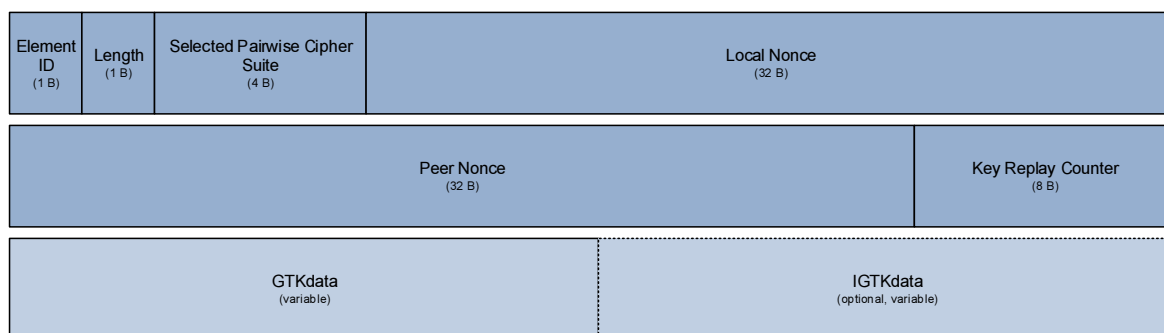 Element
ID
(1 B)
Length
(1 B)
Selected Pairwise Cipher
Suite
(4 B)
Local Nonce
(32 B)
Peer Nonce
(32 B)
Key Replay Counter
(8 B)
GTKdata
(variable)
IGTKdata
(optional, variable)